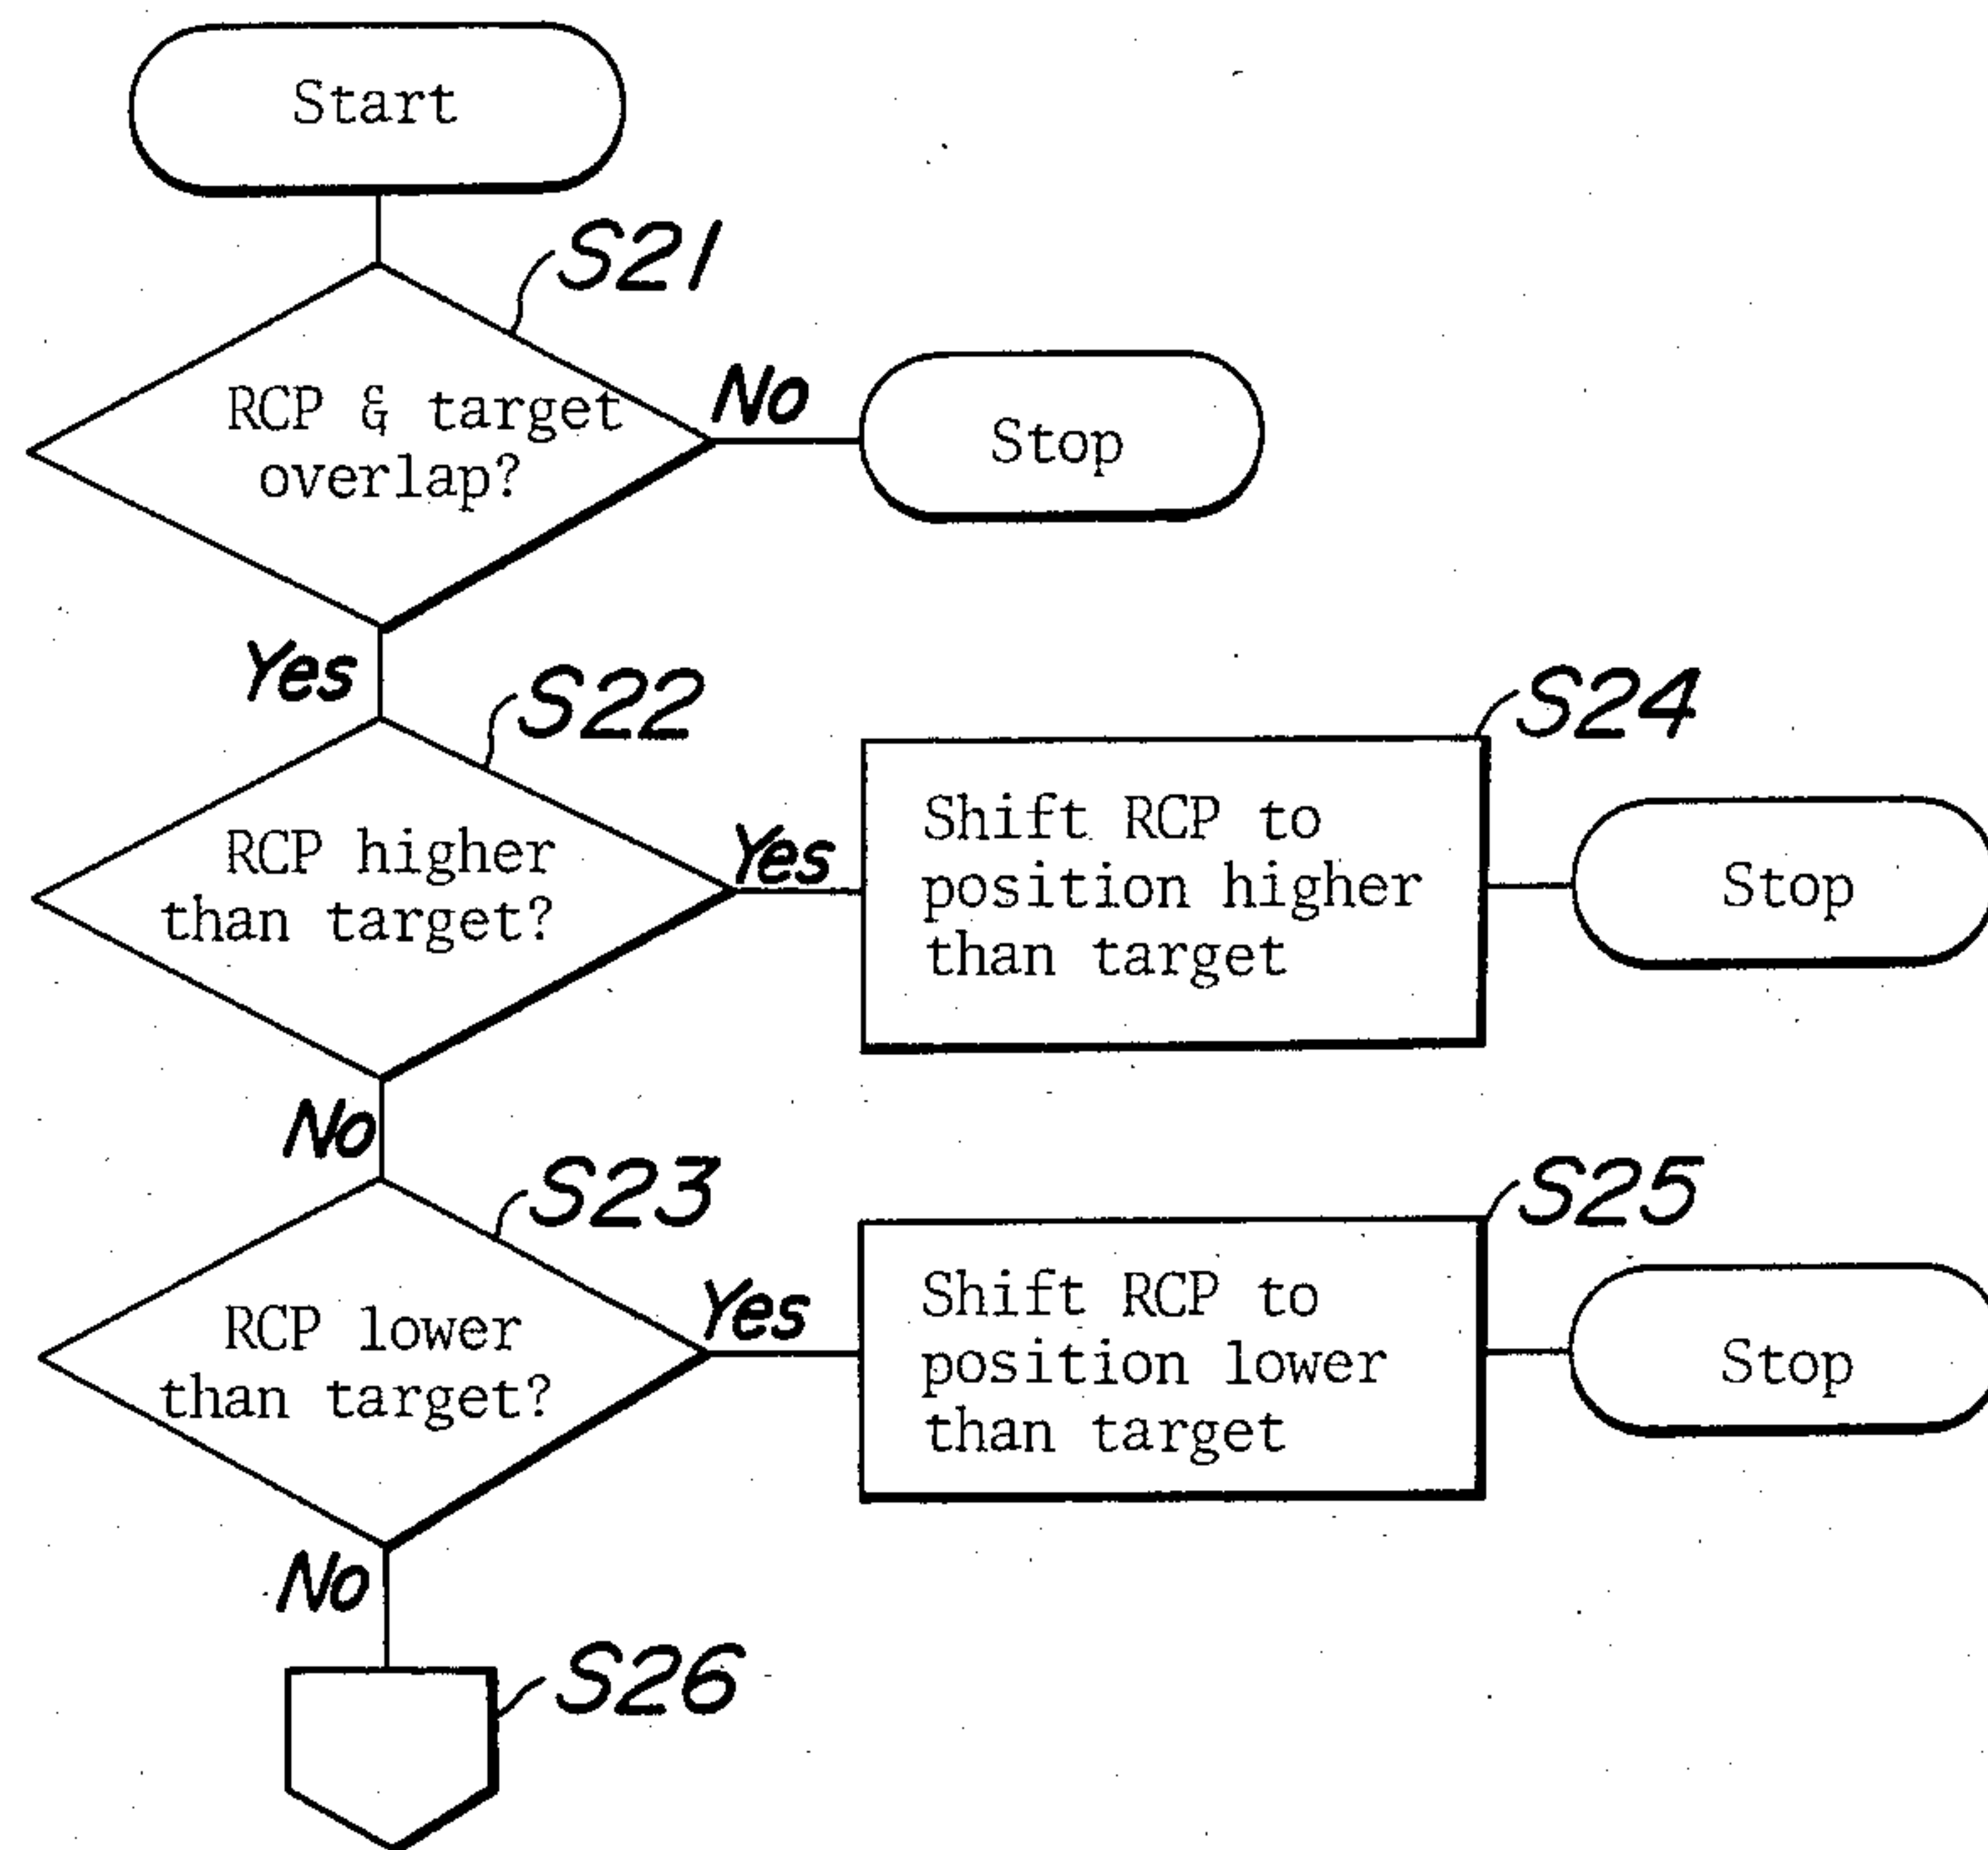 Start
S21
RCP & target
overlap?
No
Stop
Yes
S22
RCP higher
than target?
Yes
S24
Shift RCP to
position higher
than target
Stop
No
S23
RCP lower
than target?
Yes
S25
Shift RCP to
position lower
than target
Stop
No
S26